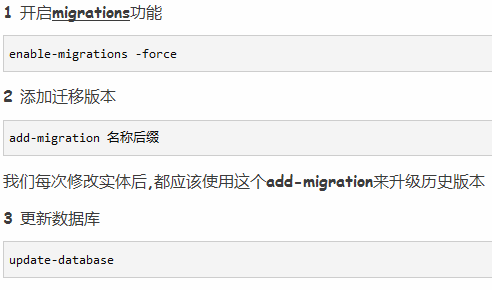 1 开启migrations功能
enable-migrations -force
2 添加迁移版本
add-migration 名称后缀
我们每次修改实体后,都应该使用这个add-migration来升级历史版本
3 更新数据库
update-database